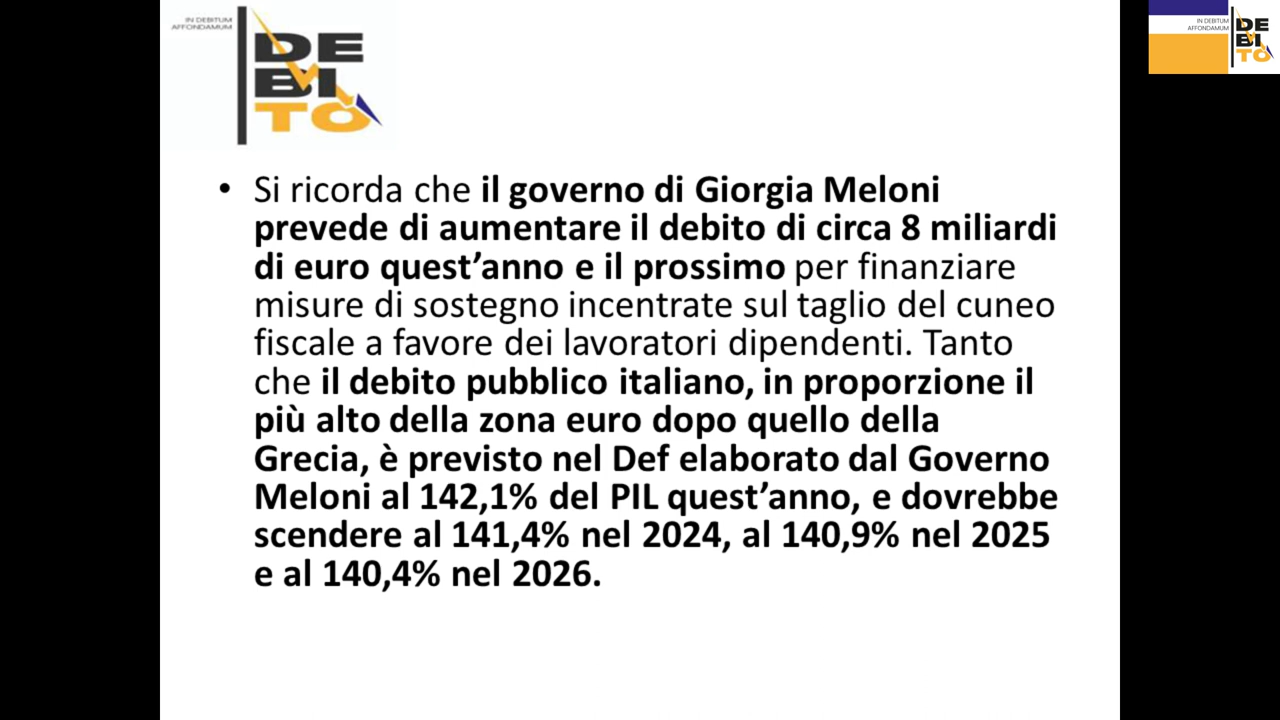 IN DEBITUM
AFFONDAMUM
DE
BI
TO
IN DEBITUM
AFFONDAMUM
DE
BI
TO
• Si ricorda che il governo di Giorgia Meloni
prevede di aumentare il debito di circa 8 miliardi
di euro quest’anno e il prossimo per finanziare
misure di sostegno incentrate sul taglio del cuneo
fiscale a favore dei lavoratori dipendenti. Tanto
che il debito pubblico italiano, in proporzione il
più alto della zona euro dopo quello della
Grecia, è previsto nel Def elaborato dal Governo
Meloni al 142,1% del PIL quest’anno, e dovrebbe
scendere al 141,4% nel 2024, al 140,9% nel 2025
e al 140,4% nel 2026.